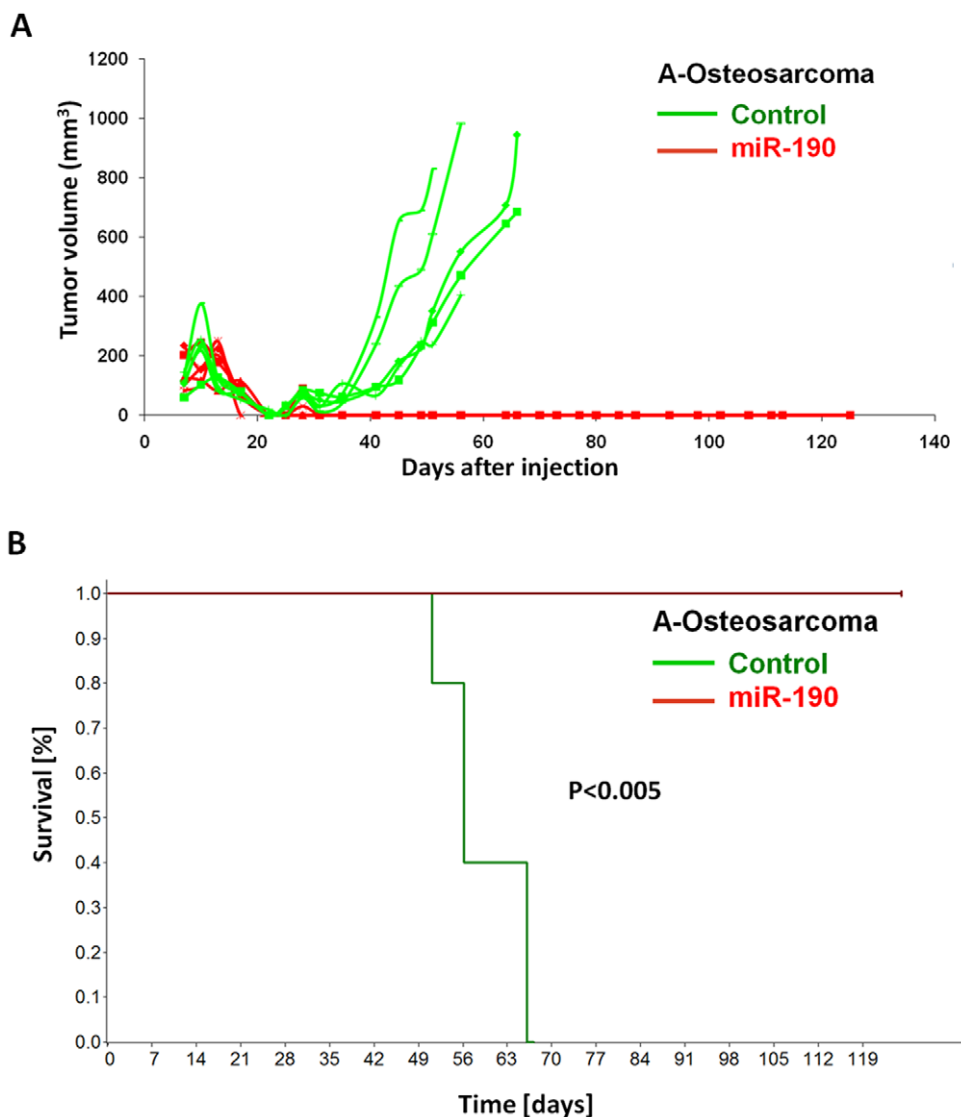 A
A-Osteosarcoma
Control
miR-190
Tumor volume (mm³)
1200
1000
800
600
400
200
0
0 20 40 60 80 100 120 140
Days after injection
B
A-Osteosarcoma
Control
miR-190
P<0.005
Survival [%]
1.0
0.9
0.8
0.7
0.6
0.5
0.4
0.3
0.2
0.1
0.0
0 7 14 21 28 35 42 49 56 63 70 77 84 91 98 105 112 119
Time [days]